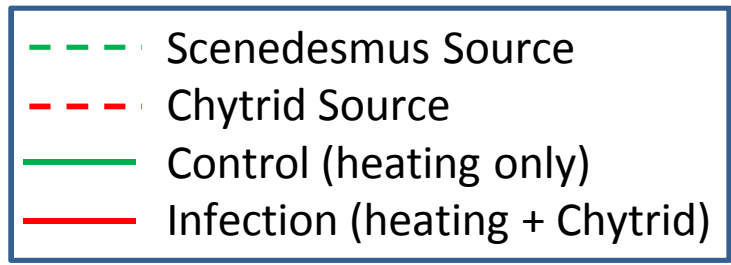 Scenedesmus Source
Chytrid Source
Control (heating only)
Infection (heating + Chytrid)